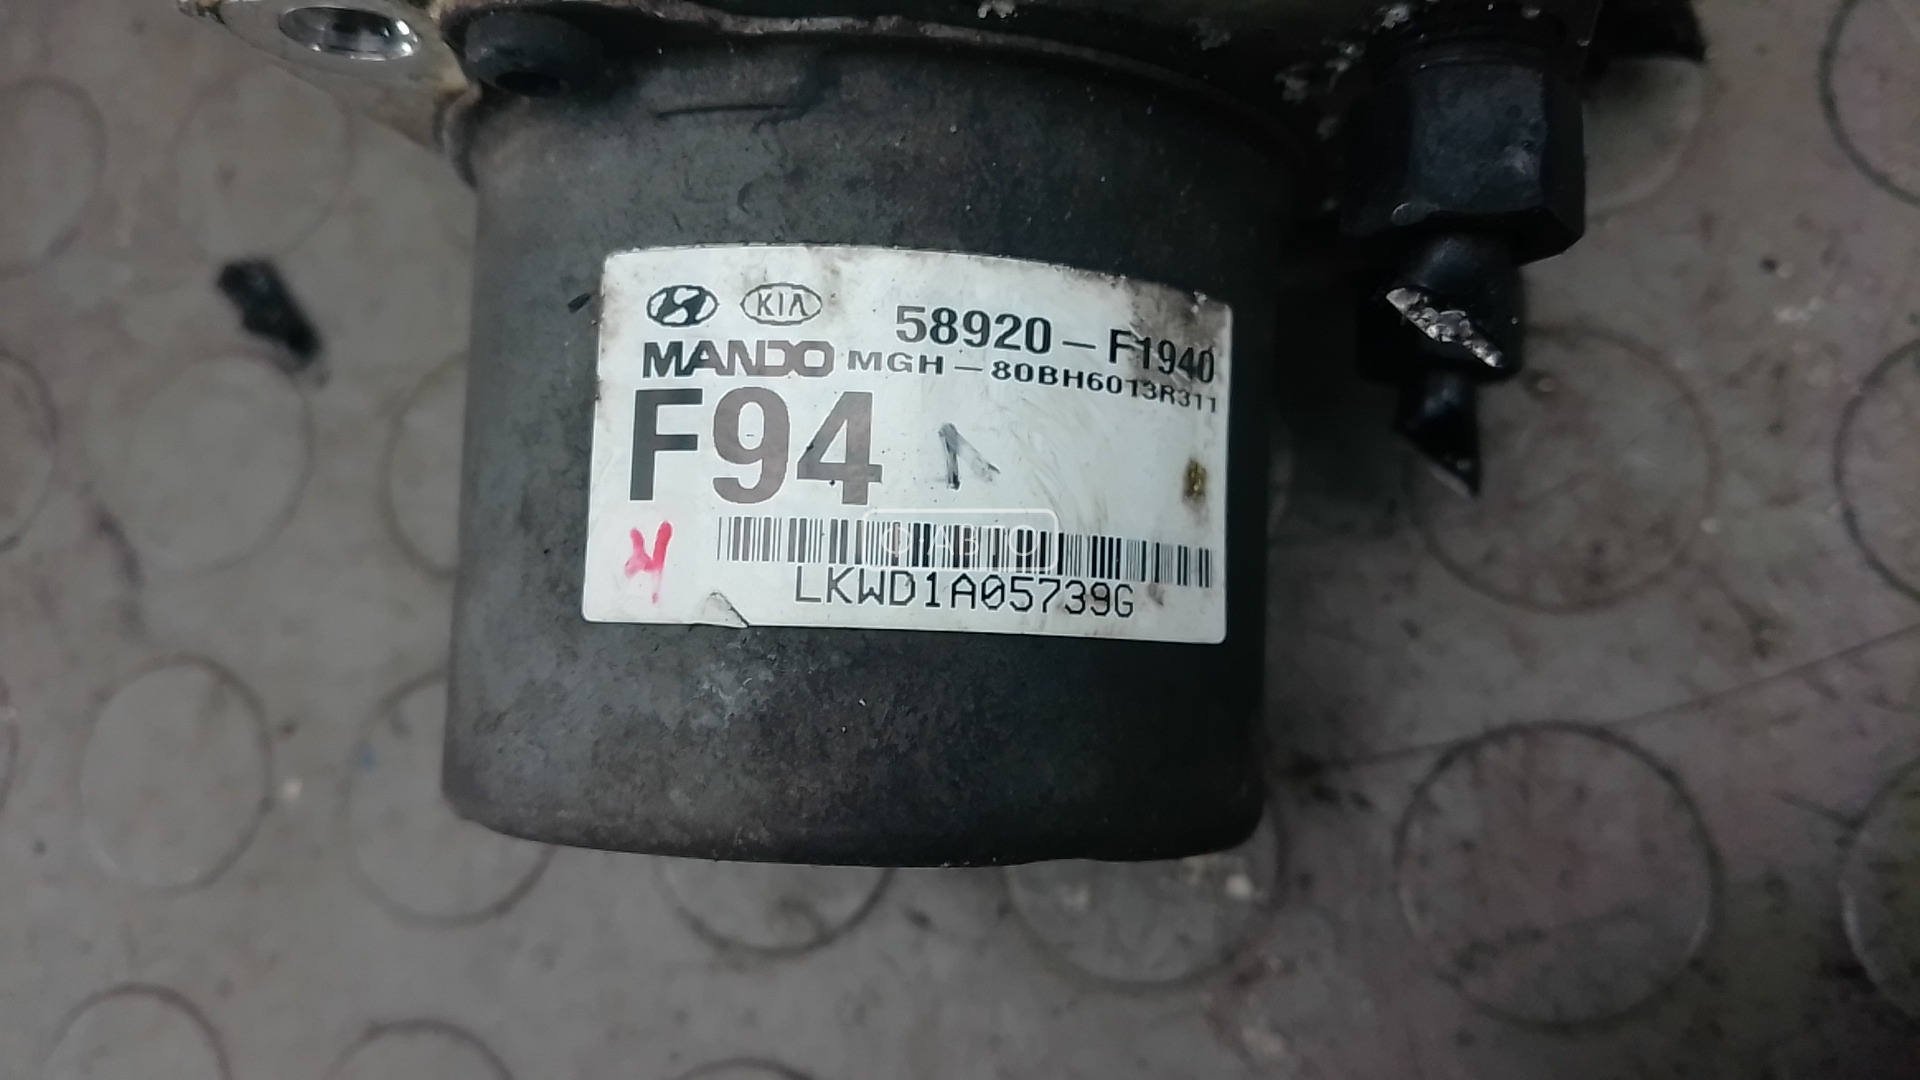 KIA
58920-F1940
MANDO MGH-80BH6013R311
F94
LKWD1A05739G